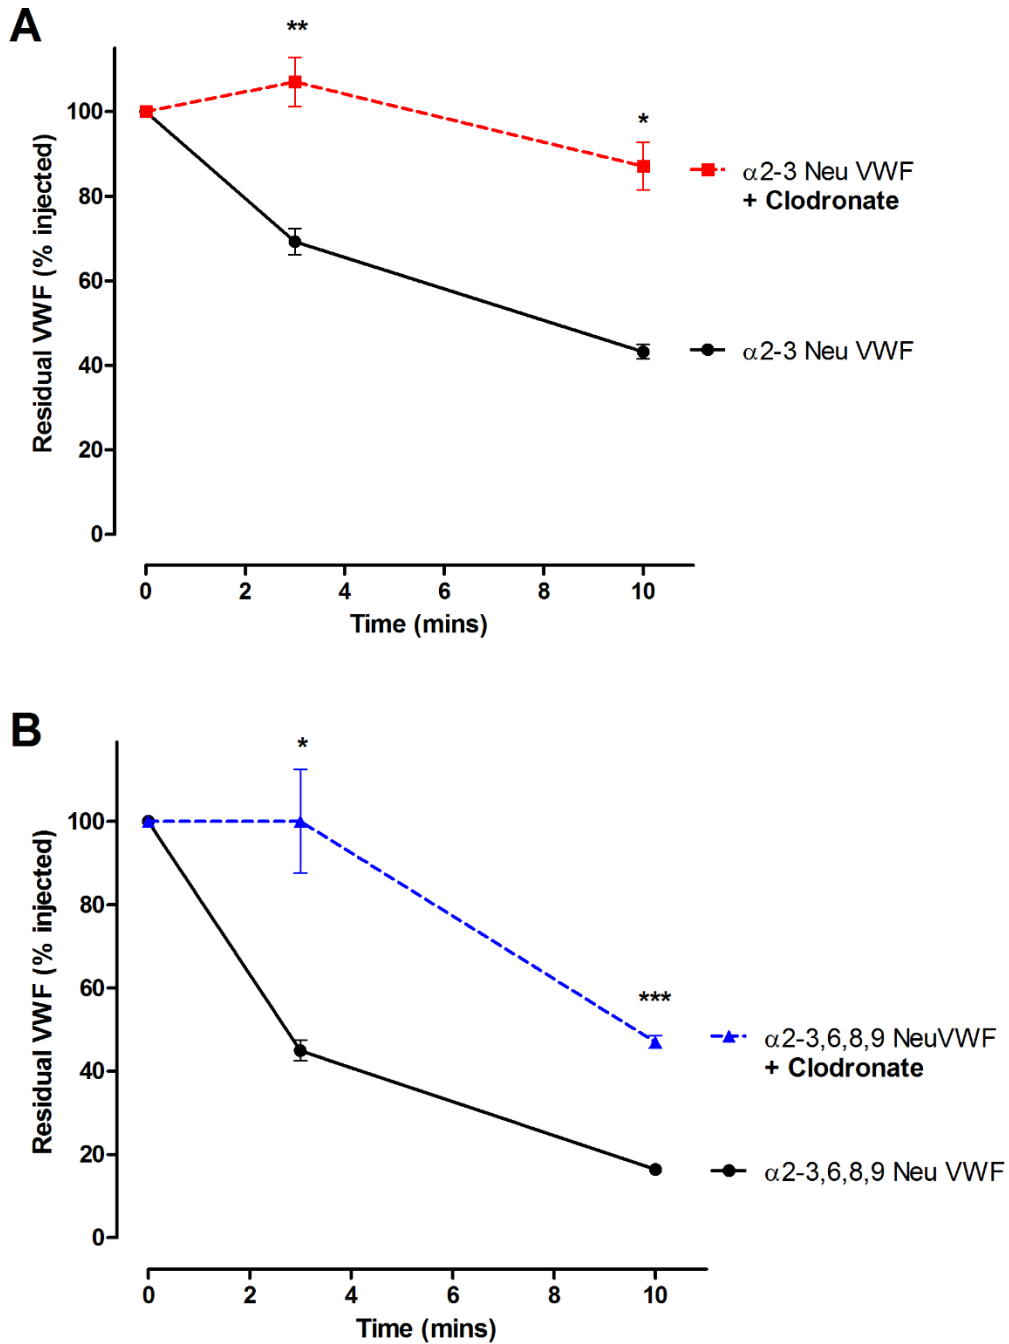 A
**
*
100
80
60
40
20
0
Residual VWF (% injected)
0 2 4 6 8 10
Time (mins)
α2-3 Neu VWF
+ Clodronate
α2-3 Neu VWF
B
*
***
100
80
60
40
20
0
Residual VWF (% injected)
0 2 4 6 8 10
Time (mins)
α2-3,6,8,9 NeuVWF
+ Clodronate
α2-3,6,8,9 Neu VWF